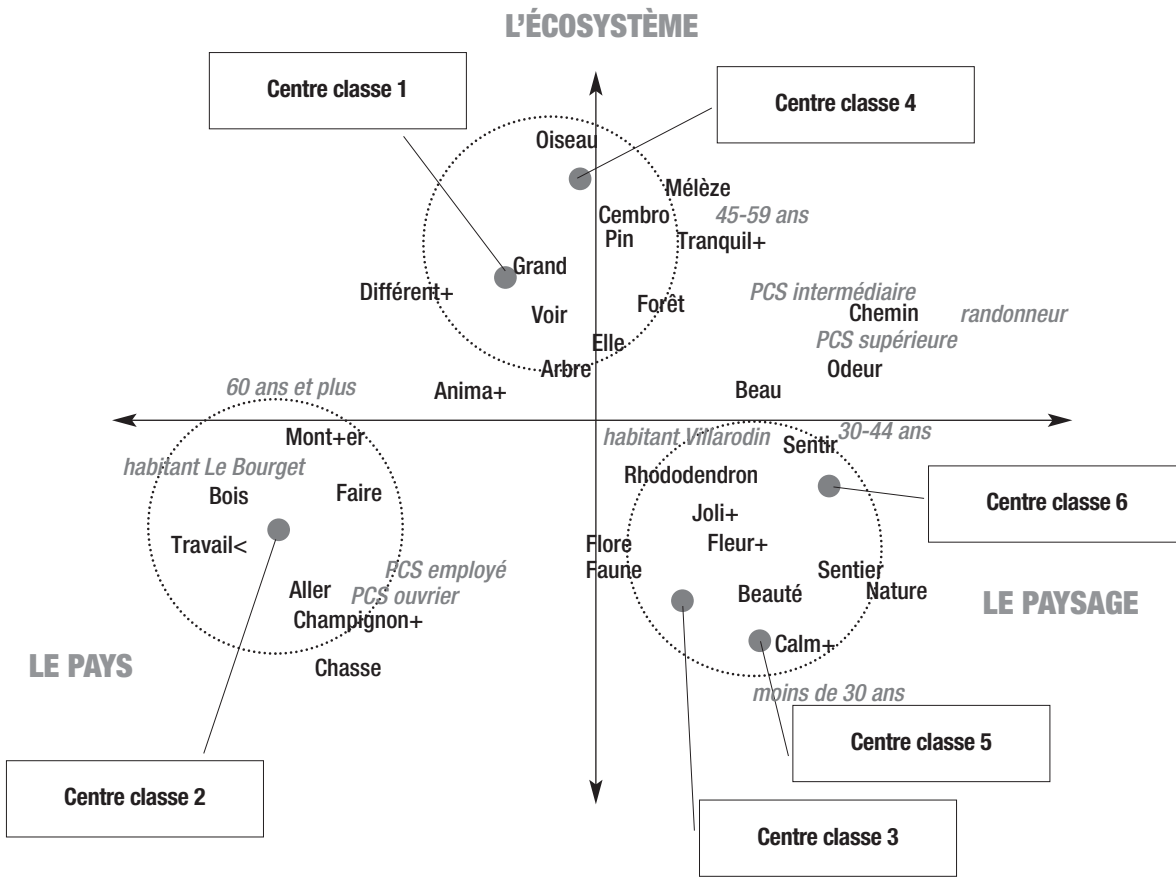 L’ÉCOSYSTÈME
Centre classe 1
Centre classe 4
Oiseau
Mélèze
Cembro
45-59 ans
Pin
Tranquil+
Grand
Différent+
PCS intermédiaire
Forêt
Voir
Chemin
randonneur
Elle
PCS supérieure
Arbre
Odeur
60 ans et plus
Anima+
Beau
Mont+er
habitant Villarodin
30-44 ans
Sentir
habitant Le Bourget
Rhododendron
Bois
Faire
Centre classe 6
Joli+
Travail<
Flore
Fleur+
Faune
PCS employé
Sentier
Aller
PCS ouvrier
Beauté
Nature
LE PAYSAGE
Champignon+
Calm+
LE PAYS
Chasse
moins de 30 ans
Centre classe 5
Centre classe 2
Centre classe 3